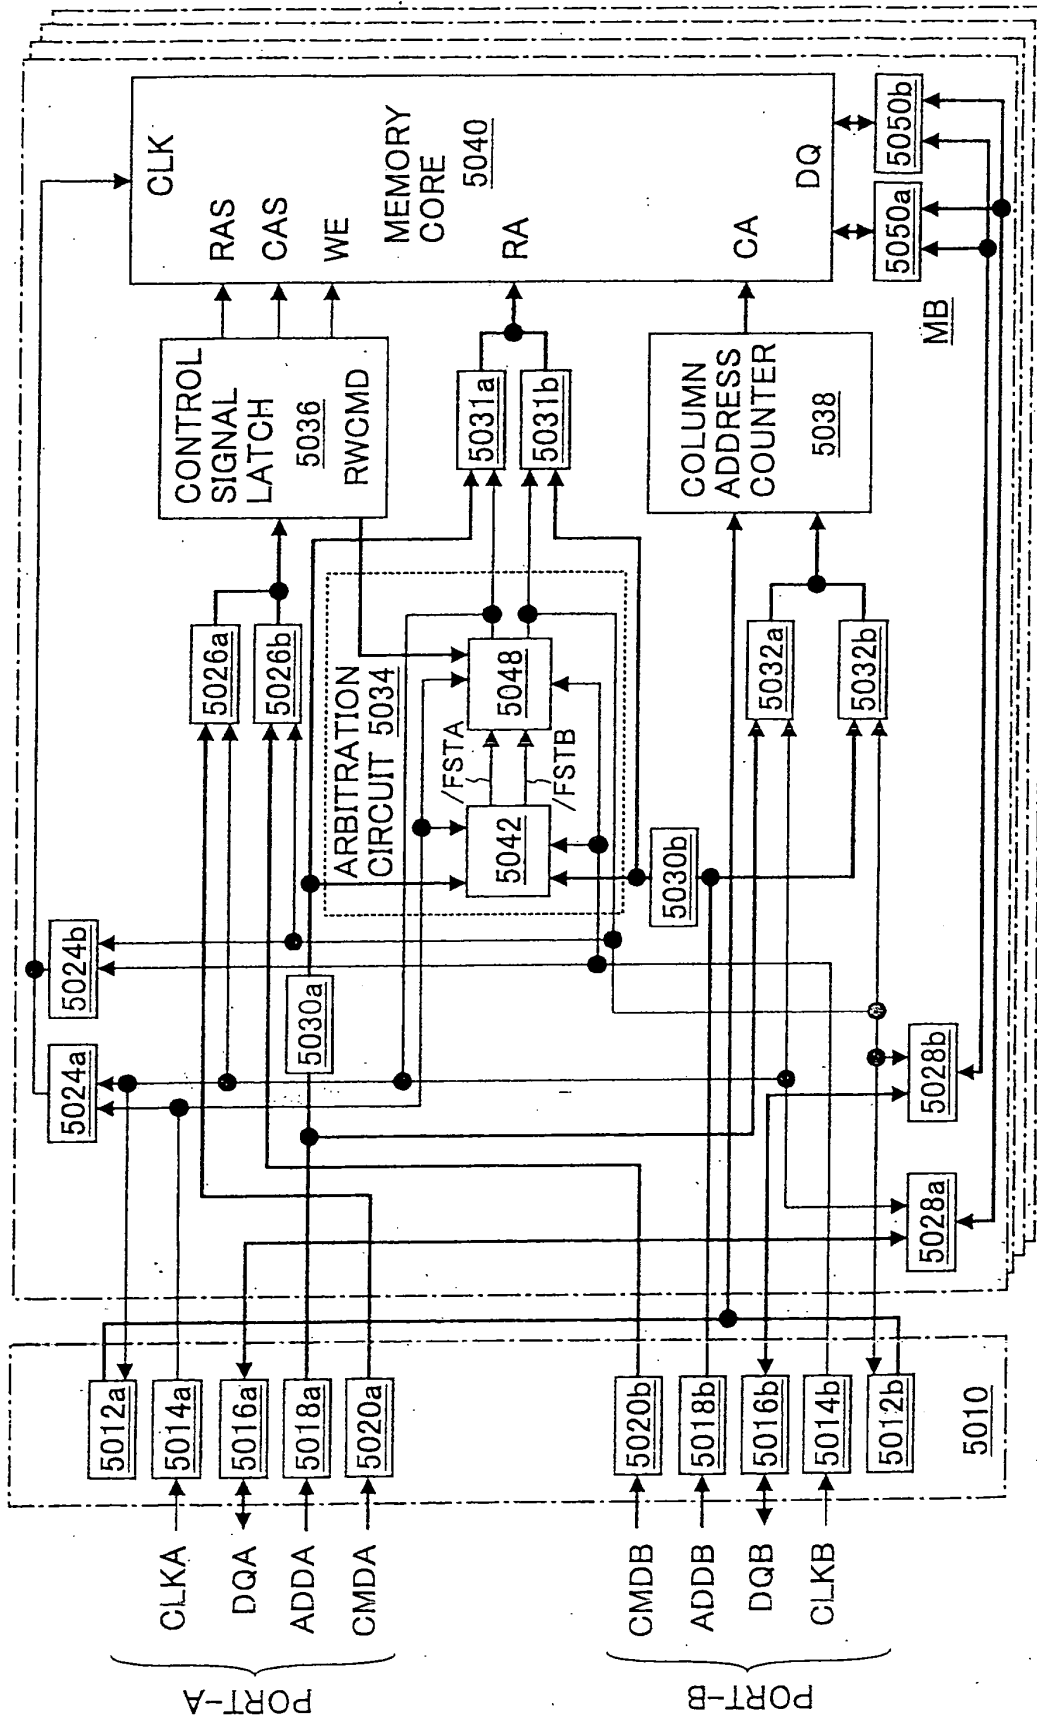 PORT-A
CLKA
DQA
ADDA
CMDA
PORT-B
CMDB
ADDB
DQB
CLKB
5012a
5014a
5016a
5018a
5020a
5020b
5018b
5016b
5014b
5012b
5010
5024a
5024b
5030a
5026a
5026b
ARBITRATION
CIRCUIT 5034
/FSTA
/FSTB
5042
5048
5030b
5032a
5032b
5028a
5028b
CONTROL
SIGNAL
LATCH
5036
RWCMD
5031a
5031b
COLUMN
ADDRESS
COUNTER
5038
CLK
RAS
CAS
WE
MEMORY
CORE
5040
RA
CA
DQ
5050a
5050b
MB